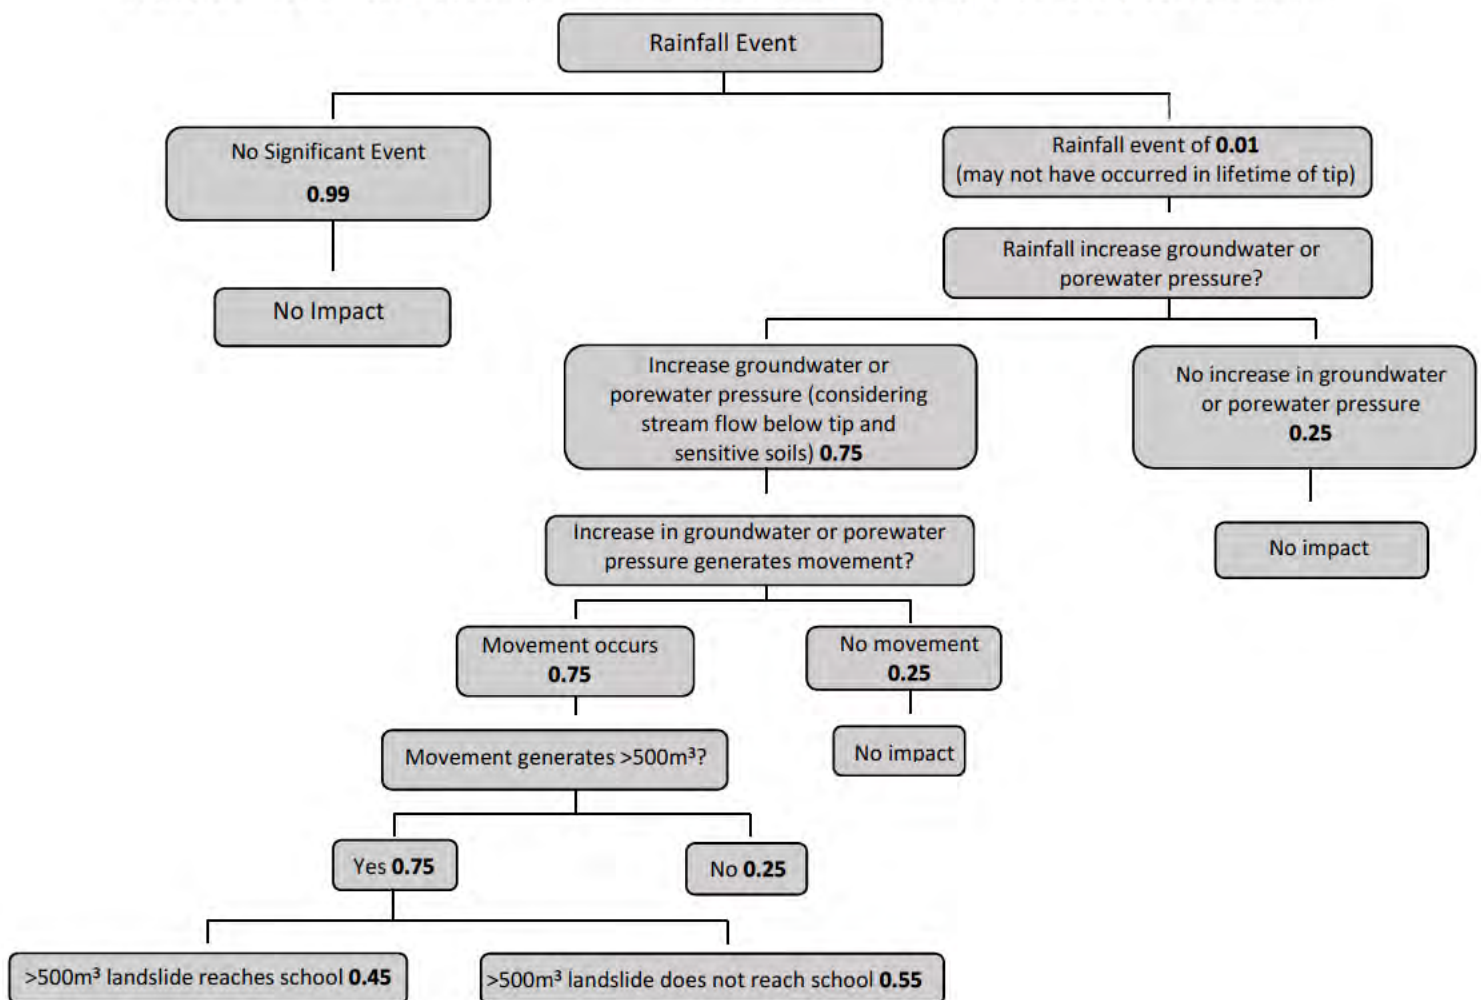 Rainfall Event
No Significant Event
0.99
Rainfall event of 0.01
(may not have occurred in lifetime of tip)
No Impact
Rainfall increase groundwater or
porewater pressure?
Increase groundwater or
porewater pressure (considering
stream flow below tip and
sensitive soils) 0.75
No increase in groundwater
or porewater pressure
0.25
Increase in groundwater or porewater
pressure generates movement?
No impact
Movement occurs
0.75
No movement
0.25
Movement generates >500m³?
No impact
Yes 0.75
No 0.25
>500m³ landslide reaches school 0.45
>500m³ landslide does not reach school 0.55